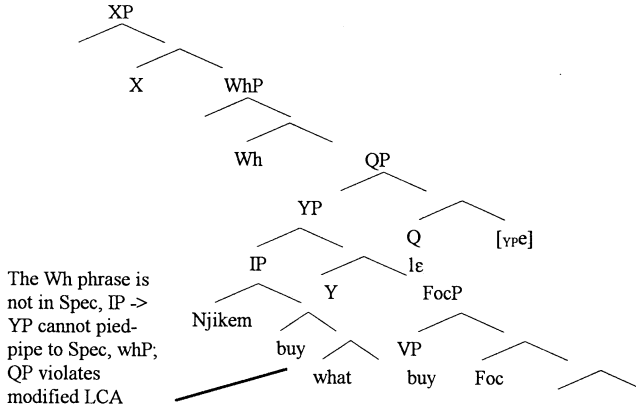 XP
X WhP
Wh QP
YP Q [YPe]
IP Y lɛ FocP
Njikem
buy VP
what buy Foc
The Wh phrase is
not in Spec, IP ->
YP cannot pied-
pipe to Spec, whP;
QP violates
modified LCA